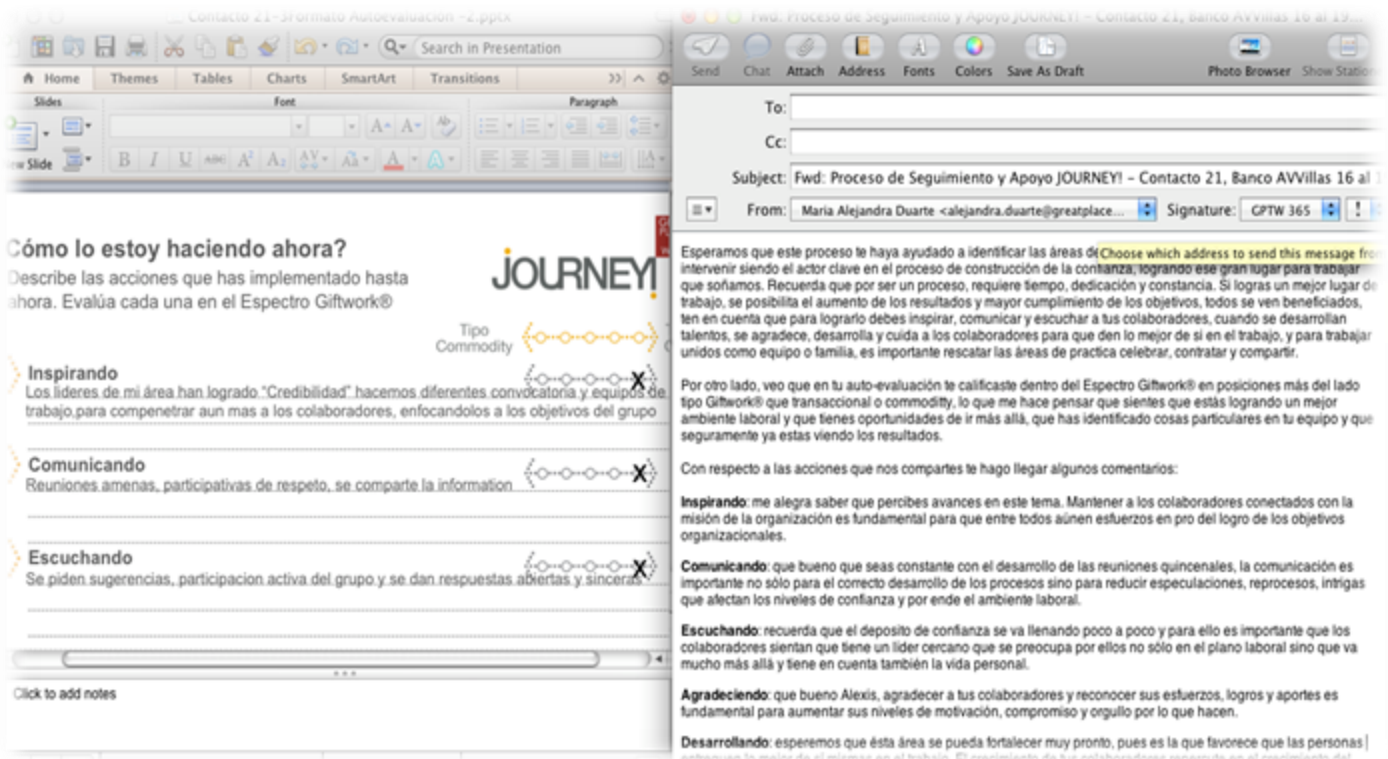 Contacto 21-3Formato Autoevaluación -2.pptx
Search in Presentation
Home Themes Tables Charts SmartArt Transitions
Slides Font Paragraph
New Slide
B I U ABC A² A₂ AV Aa A A
Cómo lo estoy haciendo ahora?
Describe las acciones que has implementado hasta
ahora. Evalúa cada una en el Espectro Giftwork®
JOURNEY!
Tipo
Commodity
Inspirando
Los lideres de mi área han logrado "Credibilidad" hacemos diferentes convocatoria y equipos de
trabajo,para compenetrar aun mas a los colaboradores, enfocandolos a los objetivos del grupo
X
Comunicando
Reuniones amenas, participativas de respeto, se comparte la information
X
Escuchando
Se piden sugerencias, participacion activa del grupo y se dan respuestas abiertas y sinceras
X
Click to add notes
Fwd: Proceso de Seguimiento y Apoyo JOURNEY! – Contacto 21, Banco AVVillas 16 al 19...
Send Chat Attach Address Fonts Colors Save As Draft Photo Browser Show Station
To:
Cc:
Subject: Fwd: Proceso de Seguimiento y Apoyo JOURNEY! – Contacto 21, Banco AVVillas 16 al 1
From: Maria Alejandra Duarte <alejandra.duarte@greatplace... Signature: GPTW 365 !
Esperamos que este proceso te haya ayudado a identificar las áreas de
Choose which address to send this message from
intervenir siendo el actor clave en el proceso de construcción de la confianza, logrando ese gran lugar para trabajar
que soñamos. Recuerda que por ser un proceso, requiere tiempo, dedicación y constancia. Si logras un mejor lugar de
trabajo, se posibilita el aumento de los resultados y mayor cumplimiento de los objetivos, todos se ven beneficiados,
ten en cuenta que para lograrlo debes inspirar, comunicar y escuchar a tus colaboradores, cuando se desarrollan
talentos, se agradece, desarrolla y cuida a los colaboradores para que den lo mejor de si en el trabajo, y para trabajar
unidos como equipo o familia, es importante rescatar las áreas de practica celebrar, contratar y compartir.
Por otro lado, veo que en tu auto-evaluación te calificaste dentro del Espectro Giftwork® en posiciones más del lado
tipo Giftwork® que transaccional o commoditty, lo que me hace pensar que sientes que estás logrando un mejor
ambiente laboral y que tienes oportunidades de ir más allá, que has identificado cosas particulares en tu equipo y que
seguramente ya estas viendo los resultados.
Con respecto a las acciones que nos compartes te hago llegar algunos comentarios:
Inspirando: me alegra saber que percibes avances en este tema. Mantener a los colaboradores conectados con la
misión de la organización es fundamental para que entre todos aúnen esfuerzos en pro del logro de los objetivos
organizacionales.
Comunicando: que bueno que seas constante con el desarrollo de las reuniones quincenales, la comunicación es
importante no sólo para el correcto desarrollo de los procesos sino para reducir especulaciones, reprocesos, intrigas
que afectan los niveles de confianza y por ende el ambiente laboral.
Escuchando: recuerda que el deposito de confianza se va llenando poco a poco y para ello es importante que los
colaboradores sientan que tiene un lider cercano que se preocupa por ellos no sólo en el plano laboral sino que va
mucho más allá y tiene en cuenta también la vida personal.
Agradeciendo: que bueno Alexis, agradecer a tus colaboradores y reconocer sus esfuerzos, logros y aportes es
fundamental para aumentar sus niveles de motivación, compromiso y orgullo por lo que hacen.
Desarrollando: esperemos que ésta área se pueda fortalecer muy pronto, pues es la que favorece que las personas